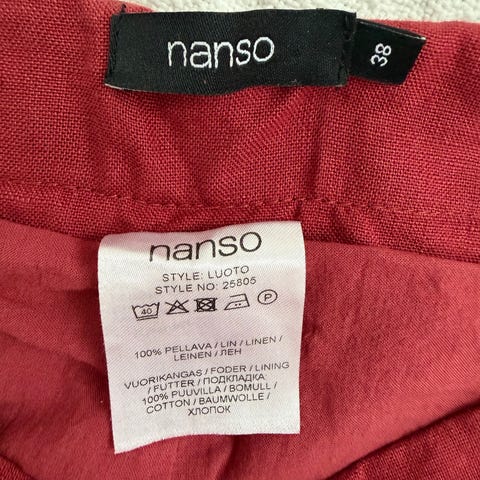 nanso
38
nanso
STYLE: LUOTO
STYLE NO: 25805
40 P
100% PELLAVA / LIN / LINEN /
LEINEN / ЛЕН
VUORIKANGAS / FODER / LINING
/ FUTTER / ПОДКЛАДКА
100% PUUVILLA / BOMULL /
COTTON / BAUMWOLLE /
ХЛОПОК